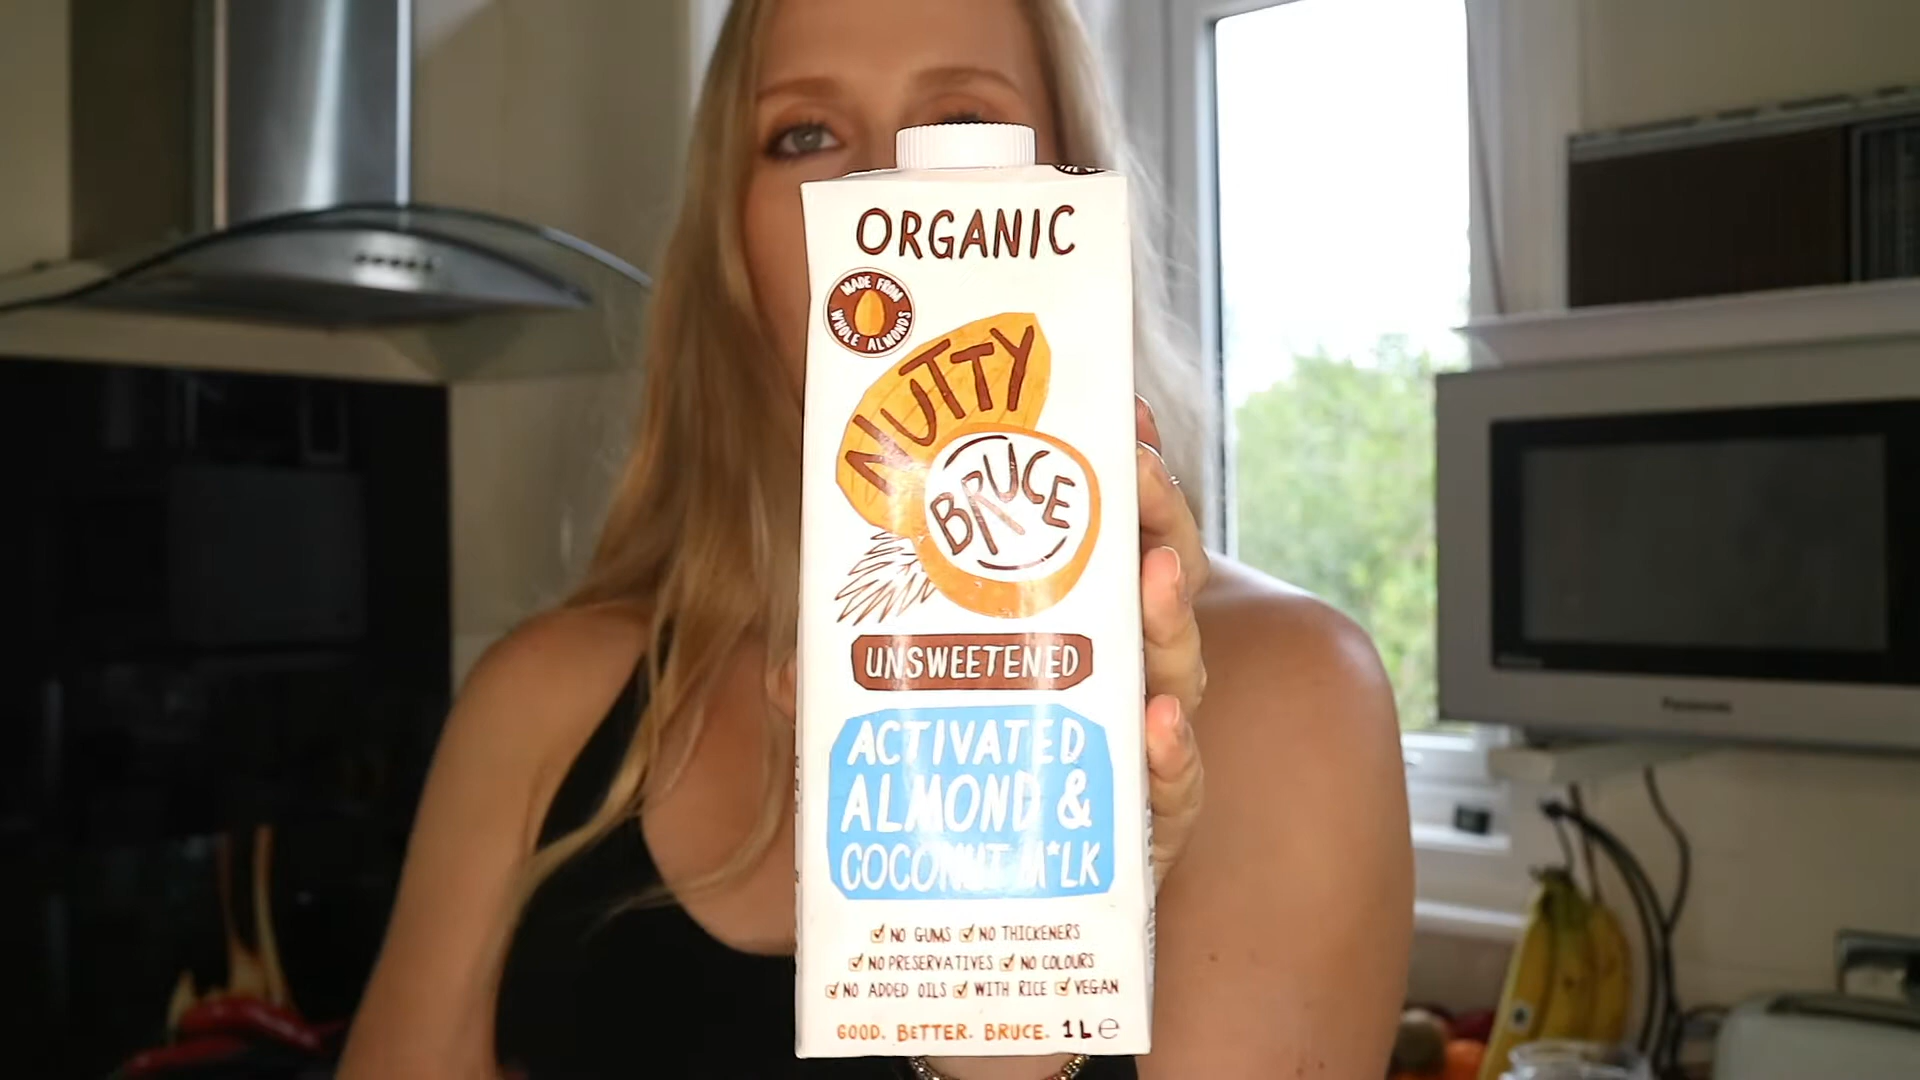 ORGANIC
MADE FROM
WHOLE ALMONDS
NUTTY
BRUCE
UNSWEETENED
ACTIVATED
ALMOND &
COCONUT M*LK
NO GUMS NO THICKENERS
NO PRESERVATIVES NO COLOURS
NO ADDED OILS WITH RICE VEGAN
GOOD. BETTER. BRUCE. 1L℮
Panasonic